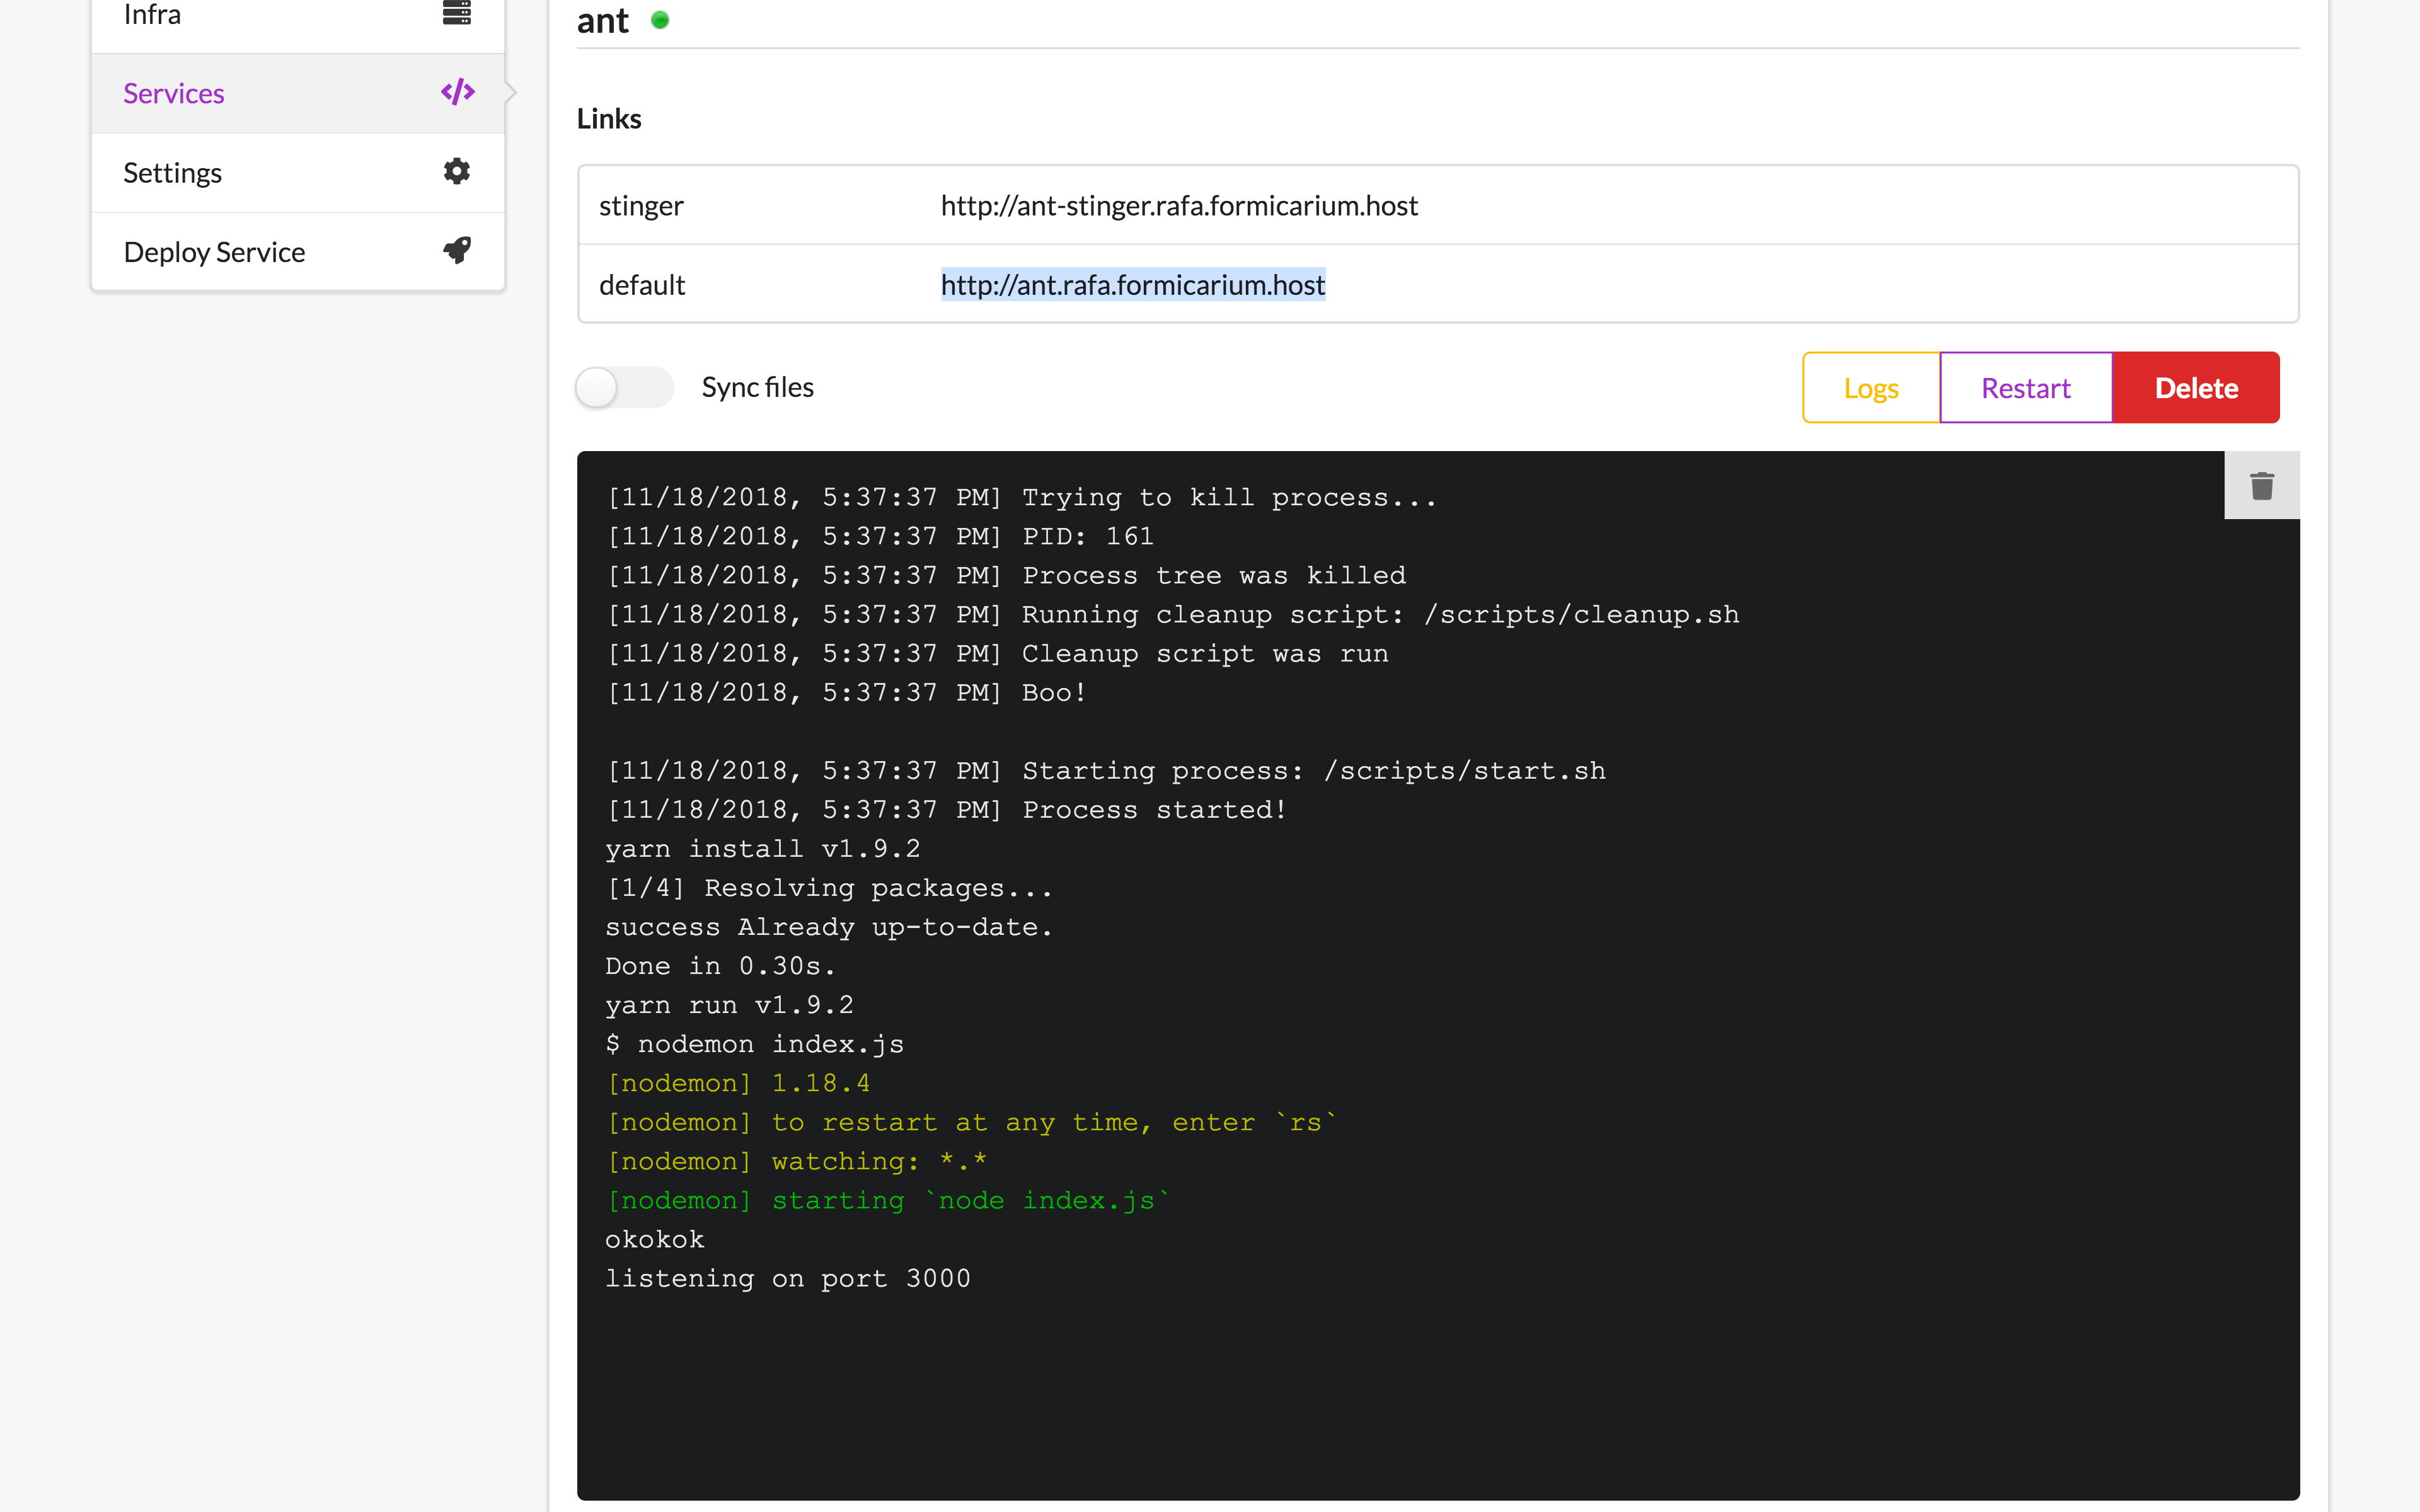 Infra
Services
Settings
Deploy Service
ant
Links
stinger http://ant-stinger.rafa.formicarium.host
default http://ant.rafa.formicarium.host
Sync files
Logs Restart Delete
[11/18/2018, 5:37:37 PM] Trying to kill process...
[11/18/2018, 5:37:37 PM] PID: 161
[11/18/2018, 5:37:37 PM] Process tree was killed
[11/18/2018, 5:37:37 PM] Running cleanup script: /scripts/cleanup.sh
[11/18/2018, 5:37:37 PM] Cleanup script was run
[11/18/2018, 5:37:37 PM] Boo!
[11/18/2018, 5:37:37 PM] Starting process: /scripts/start.sh
[11/18/2018, 5:37:37 PM] Process started!
yarn install v1.9.2
[1/4] Resolving packages...
success Already up-to-date.
Done in 0.30s.
yarn run v1.9.2
$ nodemon index.js
[nodemon] 1.18.4
[nodemon] to restart at any time, enter `rs`
[nodemon] watching: *.*
[nodemon] starting `node index.js`
okokok
listening on port 3000